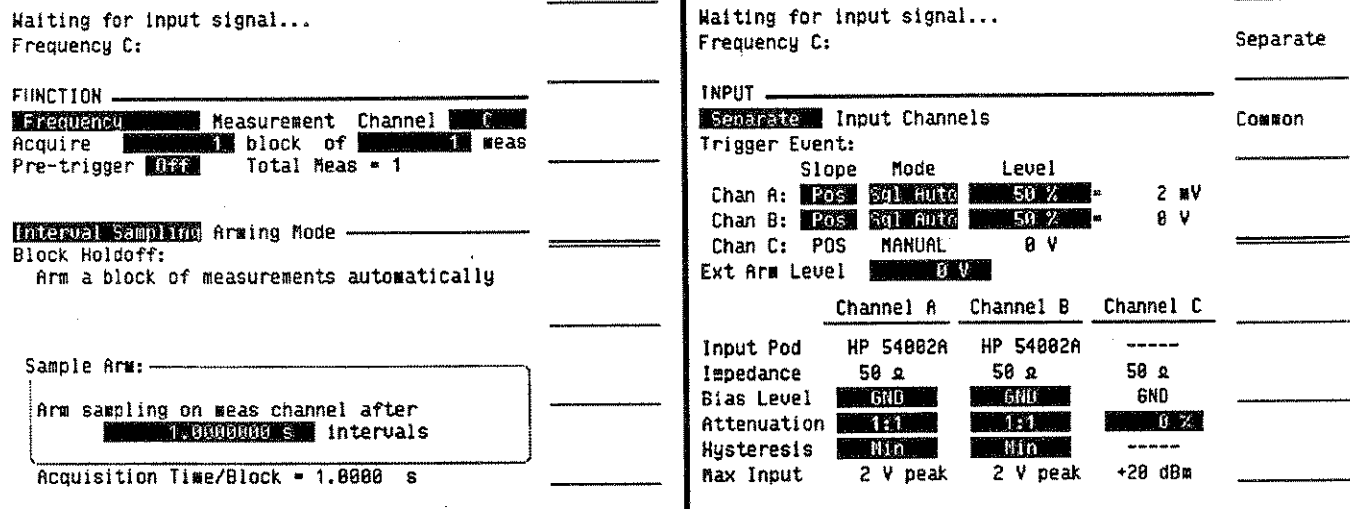 Waiting for input signal...
Frequency C:
FUNCTION
Frequency Measurement Channel C
Acquire 1 block of 1 meas
Pre-trigger Off Total Meas = 1
Interval Sampling Arming Mode
Block Holdoff:
Arm a block of measurements automatically
Sample Arm:
Arm sampling on meas channel after
1.0000000 s intervals
Acquisition Time/Block = 1.0000 s
Waiting for input signal...
Frequency C:
Separate
INPUT
Separate Input Channels
Common
Trigger Event:
Slope Mode Level
Chan A: Pos Sgl Auto 50 % = 2 mV
Chan B: Pos Sgl Auto 50 % = 0 V
Chan C: POS MANUAL 0 V
Ext Arm Level 0 V
Channel A Channel B Channel C
Input Pod HP 54002A HP 54002A -----
Impedance 50 Ω 50 Ω 50 Ω
Bias Level GND GND GND
Attenuation 1:1 1:1 0 %
Hysteresis Min Min -----
Max Input 2 V peak 2 V peak +20 dBm